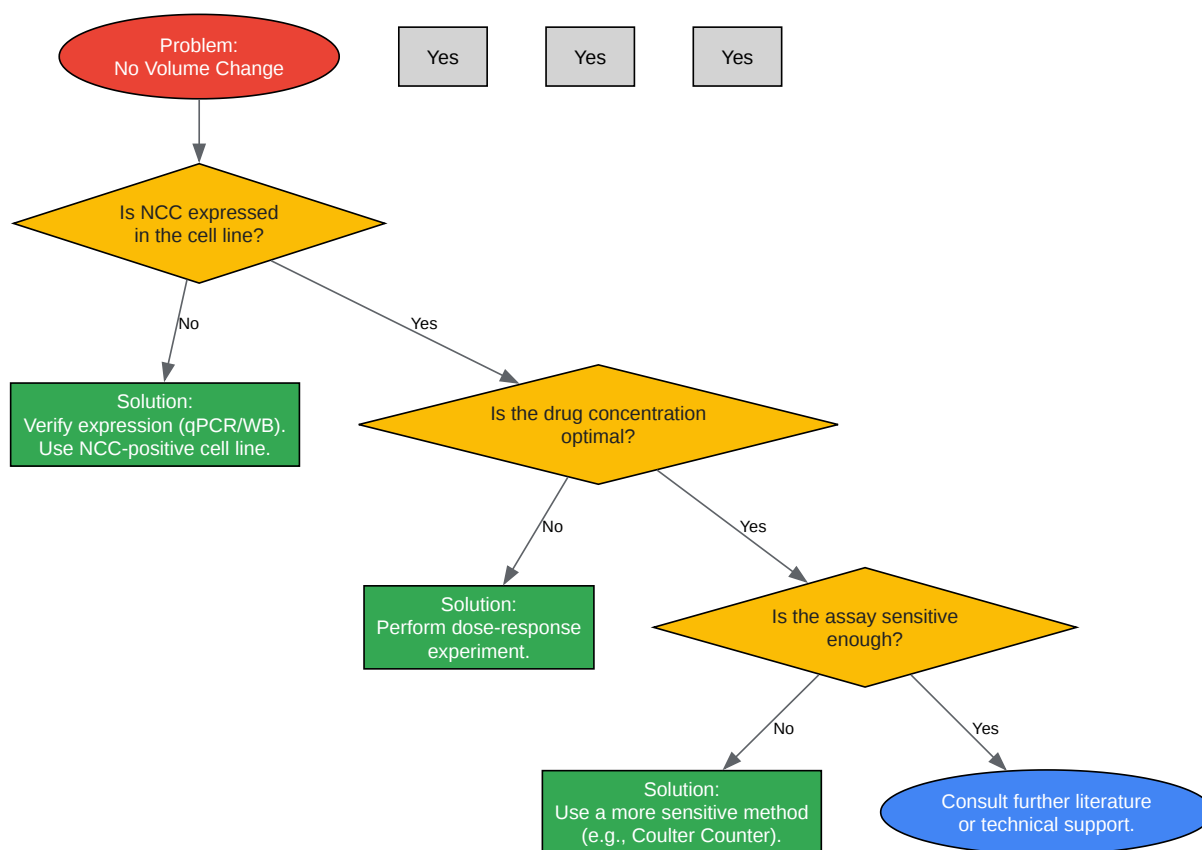 Problem:
No Volume Change
Yes
Yes
Yes
Is NCC expressed
in the cell line?
No
Yes
Solution:
Verify expression (qPCR/WB).
Use NCC-positive cell line.
Is the drug concentration
optimal?
No
Yes
Solution:
Perform dose-response
experiment.
Is the assay sensitive
enough?
No
Yes
Solution:
Use a more sensitive method
(e.g., Coulter Counter).
Consult further literature
or technical support.